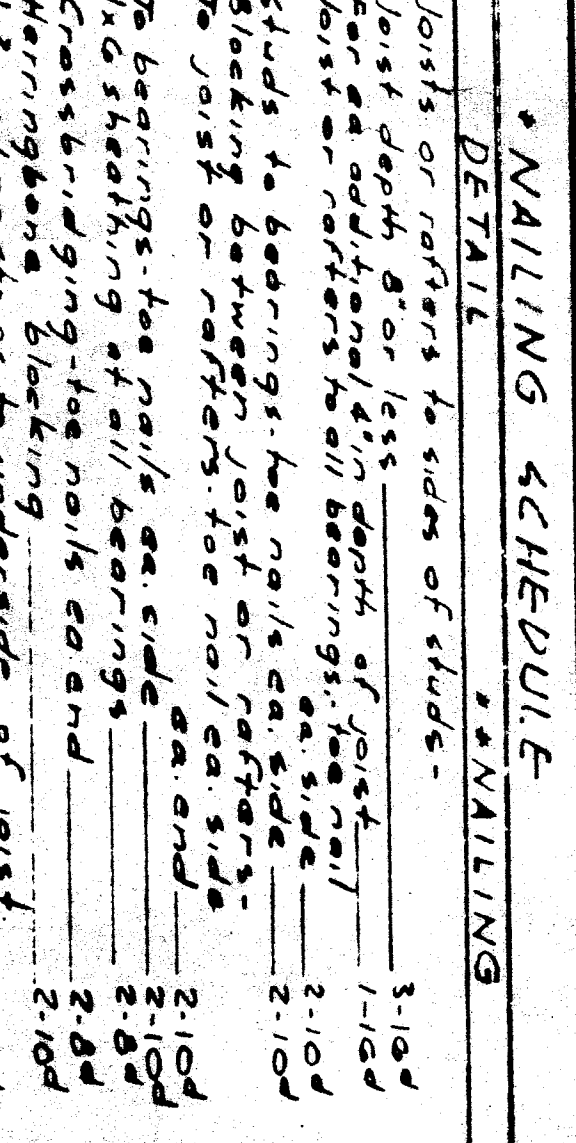 * NAILING SCHEDULE
DETAIL * * NAILING
Joists or rafters to sides of studs-
Joist depth 8" or less 3-16d
For ea. additional 4" in depth of joist 1-16d
Joist or rafters to all bearings-toe nail
ea. side 2-10d
Studs to bearings-toe nails ea. side 2-10d
Blocking between joist or rafters-
To joist or rafters-toe nail ea. side
ea. end 2-10d
To bearings-toe nails ea. side 2-10d
1x6 sheathing at all bearings 2-8d
Crossbridging-toe nails ea end 2-8d
Herringbone blocking 2-10d
to underside of joist